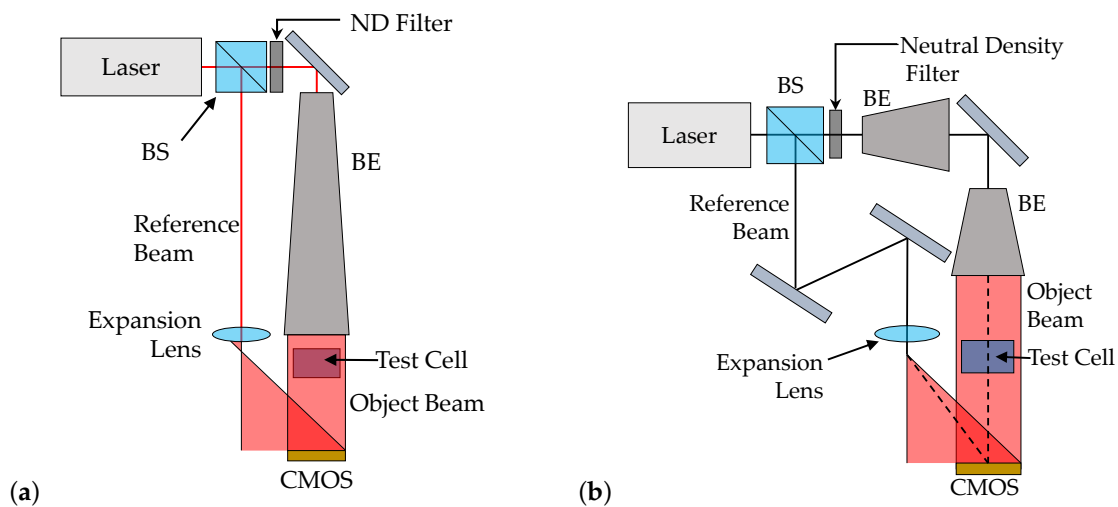 ND Filter
Laser
BS
BE
Reference
Beam
Expansion
Lens
Test Cell
Object Beam
CMOS
(a)
Neutral Density
Filter
BS
BE
Laser
BE
Reference
Beam
Object
Beam
Expansion
Lens
Test Cell
CMOS
(b)